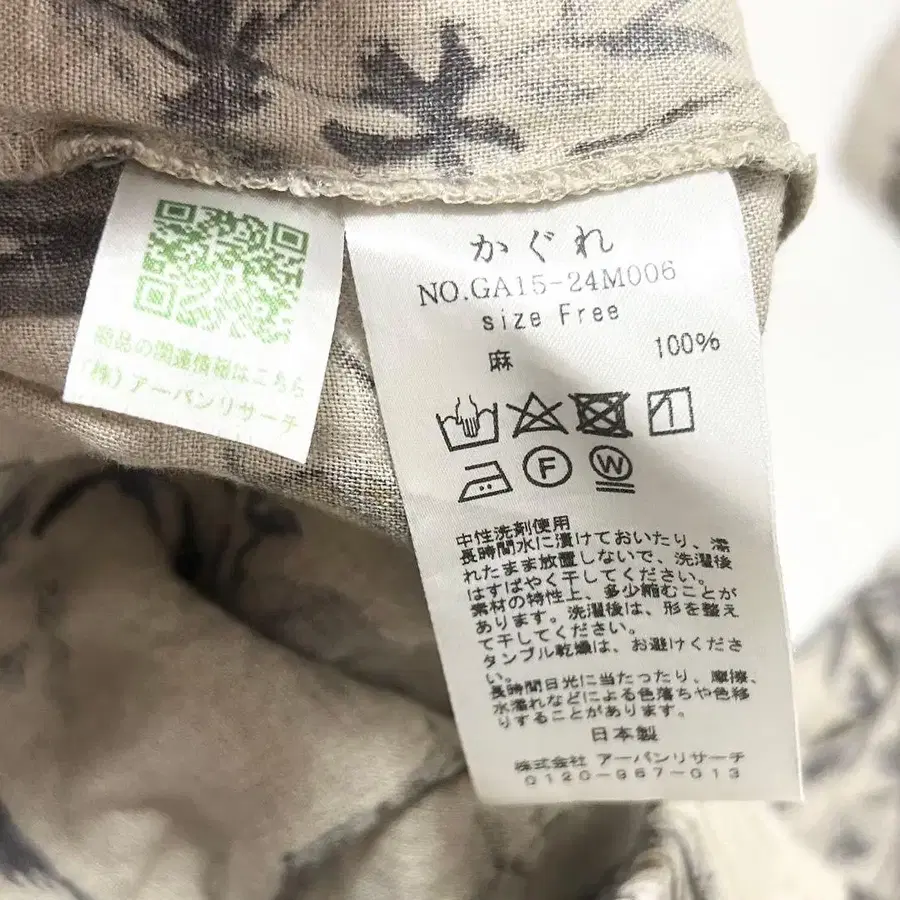 商品の関連情報はこちら
(株) アーバンリサーチ
かぐれ
NO.GA15-24M006
size Free
麻 100%
F
W
中性洗剤使用
長時間水に漬けておいたり、濡
れたまま放置しないで、洗濯後
はすばやく干してください。
素材の特性上、多少縮むことが
あります。洗濯後は、形を整え
て干してください。
タンブル乾燥は、お避けくださ
い。
長時間日光に当たったり、摩擦、
水濡れなどによる色落ちや色移
りすることがあります。
日本製
株式会社 アーバンリサーチ
0120-967-013